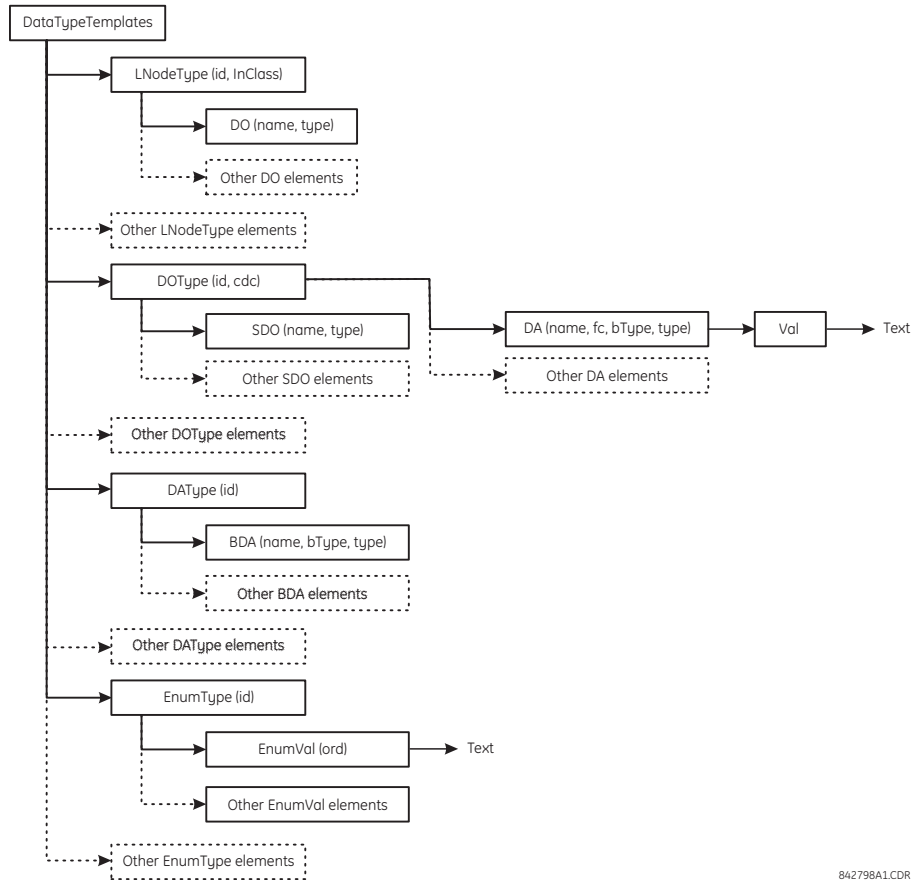 DataTypeTemplates
LNodeType (id, InClass)
DO (name, type)
Other DO elements
Other LNodeType elements
DOType (id, cdc)
SDO (name, type)
DA (name, fc, bType, type)
Val
Text
Other SDO elements
Other DA elements
Other DOType elements
DAType (id)
BDA (name, bType, type)
Other BDA elements
Other DAType elements
EnumType (id)
EnumVal (ord)
Text
Other EnumVal elements
Other EnumType elements
842798A1.CDR